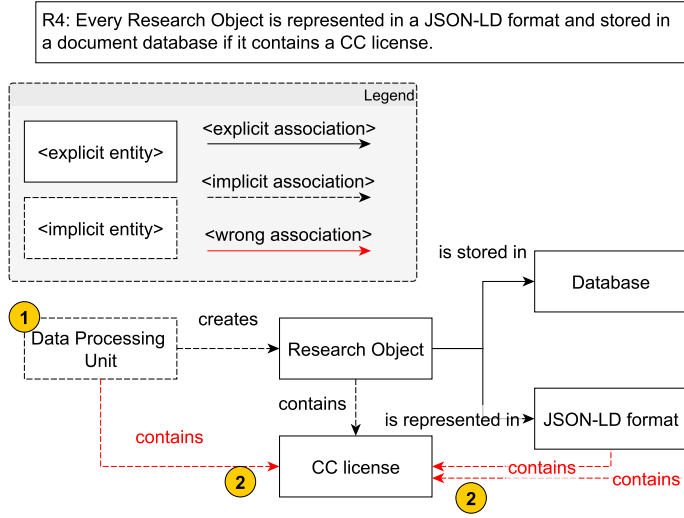 R4: Every Research Object is represented in a JSON-LD format and stored in
a document database if it contains a CC license.
Legend
<explicit entity>
<explicit association>
<implicit association>
<implicit entity>
<wrong association>
is stored in
Database
1
creates
Data Processing
Unit
Research Object
contains
is represented in
JSON-LD format
contains
CC license
contains
contains
2
2